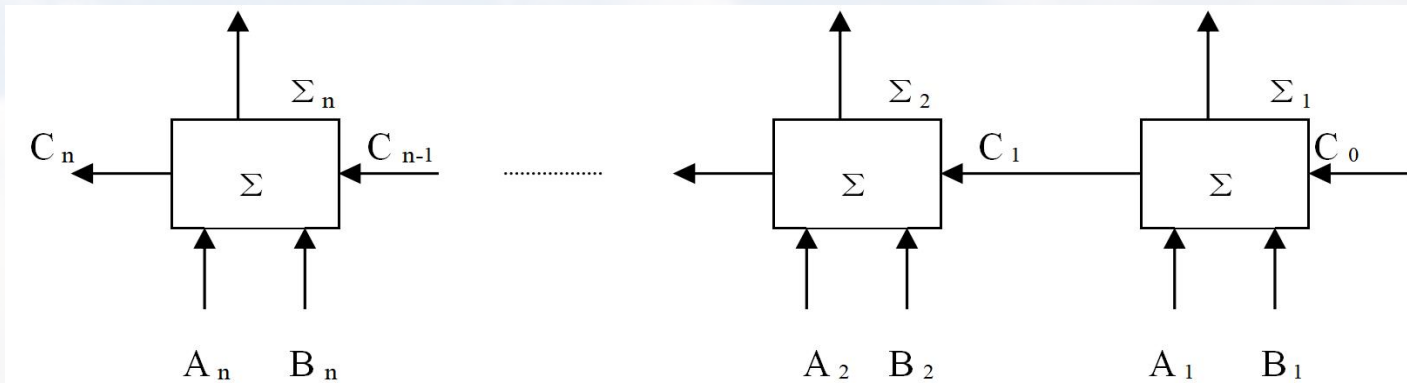 Σ n Σ 2 Σ 1
C n C n-1 C 1 C 0
Σ .............. Σ Σ
A n B n A 2 B 2 A 1 B 1